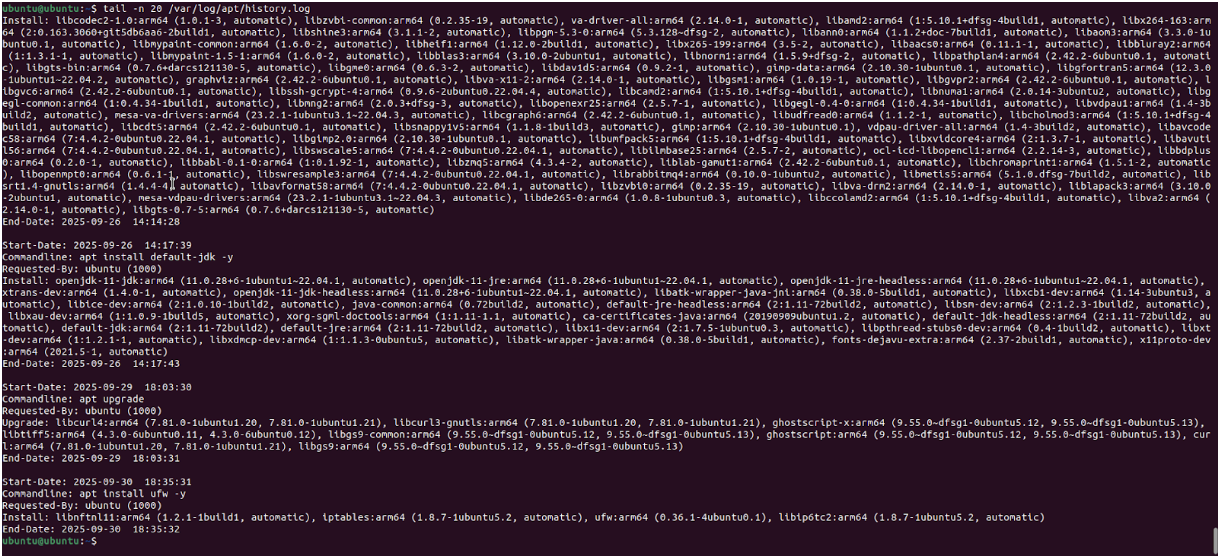 ubuntu@ubuntu:~$ tail -n 20 /var/log/apt/history.log
Install: libcodec2-1.0:arm64 (1.0.1-3, automatic), libzvbi-common:arm64 (0.2.35-19, automatic), va-driver-all:arm64 (2.14.0-1, automatic), libamd2:arm64 (1:5.10.1+dfsg-4build1, automatic), libx264-163:arm
64 (2:0.163.3060+git5db6aa6-2build1, automatic), libshine3:arm64 (3.1.1-2, automatic), libpgm-5.3-0:arm64 (5.3.128~dfsg-2, automatic), libann0:arm64 (1.1.2+doc-7build1, automatic), libaom3:arm64 (3.3.0-1u
buntu0.1, automatic), libmypaint-common:arm64 (1.6.0-2, automatic), libheif1:arm64 (1.12.0-2build1, automatic), libx265-199:arm64 (3.5-2, automatic), libaacs0:arm64 (0.11.1-1, automatic), libbluray2:arm64
(1:1.3.1-1, automatic), libmypaint-1.5-1:arm64 (1.6.0-2, automatic), libblas3:arm64 (3.10.0-2ubuntu1, automatic), libnorm1:arm64 (1.5.9+dfsg-2, automatic), libpathplan4:arm64 (2.42.2-6ubuntu0.1, automatic
), libgts-bin:arm64 (0.7.6+darcs121130-5, automatic), libgme0:arm64 (0.6.3-2, automatic), libdav1d5:arm64 (0.9.2-1, automatic), gimp-data:arm64 (2.10.30-1ubuntu0.1, automatic), libgfortran5:arm64 (12.3.0
-1ubuntu1~22.04.2, automatic), graphviz:arm64 (2.42.2-6ubuntu0.1, automatic), libva-x11-2:arm64 (2.14.0-1, automatic), libgsm1:arm64 (1.0.19-1, automatic), libgvpr2:arm64 (2.42.2-6ubuntu0.1, automatic), l
ibgvc6:arm64 (2.42.2-6ubuntu0.1, automatic), libssh-gcrypt-4:arm64 (0.9.6-2ubuntu0.22.04.4, automatic), libcamd2:arm64 (1:5.10.1+dfsg-4build1, automatic), libnuma1:arm64 (2.0.14-3ubuntu2, automatic), libg
egl-common:arm64 (1:0.4.34-1build1, automatic), libmng2:arm64 (2.0.3+dfsg-3, automatic), libopenexr25:arm64 (2.5.7-1, automatic), libgegl-0.4-0:arm64 (1:0.4.34-1build1, automatic), libvdpau1:arm64 (1.4-3b
uild2, automatic), mesa-va-drivers:arm64 (23.2.1-1ubuntu3.1~22.04.3, automatic), libcgraph6:arm64 (2.42.2-6ubuntu0.1, automatic), libudfread0:arm64 (1.1.2-1, automatic), libcholmod3:arm64 (1:5.10.1+dfsg-4
build1, automatic), libcdt5:arm64 (2.42.2-6ubuntu0.1, automatic), libsnappy1v5:arm64 (1.1.8-1build3, automatic), gimp:arm64 (2.10.30-1ubuntu0.1), vdpau-driver-all:arm64 (1.4-3build2, automatic), libavcode
c58:arm64 (7:4.4.2-0ubuntu0.22.04.1, automatic), libgimp2.0:arm64 (2.10.30-1ubuntu0.1, automatic), libumfpack5:arm64 (1:5.10.1+dfsg-4build1, automatic), libxvidcore4:arm64 (2:1.3.7-1, automatic), libavuti
l56:arm64 (7:4.4.2-0ubuntu0.22.04.1, automatic), libswscale5:arm64 (7:4.4.2-0ubuntu0.22.04.1, automatic), libilmbase25:arm64 (2.5.7-2, automatic), ocl-icd-libopencl1:arm64 (2.2.14-3, automatic), libbdplus
0:arm64 (0.2.0-1, automatic), libbabl-0.1-0:arm64 (1:0.1.92-1, automatic), libzmq5:arm64 (4.3.4-2, automatic), liblab-gamut1:arm64 (2.42.2-6ubuntu0.1, automatic), libchromaprint1:arm64 (1.5.1-2, automatic
), libopenmpt0:arm64 (0.6.1-1, automatic), libswresample3:arm64 (7:4.4.2-0ubuntu0.22.04.1, automatic), librabbitmq4:arm64 (0.10.0-1ubuntu2, automatic), libmetis5:arm64 (5.1.0.dfsg-7build2, automatic), lib
srt1.4-gnutls:arm64 (1.4.4-4, automatic), libavformat58:arm64 (7:4.4.2-0ubuntu0.22.04.1, automatic), libzvbi0:arm64 (0.2.35-19, automatic), libva-drm2:arm64 (2.14.0-1, automatic), liblapack3:arm64 (3.10.0
-2ubuntu1, automatic), mesa-vdpau-drivers:arm64 (23.2.1-1ubuntu3.1~22.04.3, automatic), libde265-0:arm64 (1.0.8-1ubuntu0.3, automatic), libccolamd2:arm64 (1:5.10.1+dfsg-4build1, automatic), libva2:arm64 (
2.14.0-1, automatic), libgts-0.7-5:arm64 (0.7.6+darcs121130-5, automatic)
End-Date: 2025-09-26  14:14:28

Start-Date: 2025-09-26  14:17:39
Commandline: apt install default-jdk -y
Requested-By: ubuntu (1000)
Install: openjdk-11-jdk:arm64 (11.0.28+6-1ubuntu1~22.04.1, automatic), openjdk-11-jre:arm64 (11.0.28+6-1ubuntu1~22.04.1, automatic), openjdk-11-jre-headless:arm64 (11.0.28+6-1ubuntu1~22.04.1, automatic),
xtrans-dev:arm64 (1.4.0-1, automatic), openjdk-11-jdk-headless:arm64 (11.0.28+6-1ubuntu1~22.04.1, automatic), libatk-wrapper-java-jni:arm64 (0.38.0-5build1, automatic), libxcb1-dev:arm64 (1.14-3ubuntu3, a
utomatic), libice-dev:arm64 (2:1.0.10-1build2, automatic), java-common:arm64 (0.72build2, automatic), default-jre-headless:arm64 (2:1.11-72build2, automatic), libsm-dev:arm64 (2:1.2.3-1build2, automatic),
libxau-dev:arm64 (1:1.0.9-1build5, automatic), xorg-sgml-doctools:arm64 (1:1.11-1.1, automatic), ca-certificates-java:arm64 (20190909ubuntu1.2, automatic), default-jdk-headless:arm64 (2:1.11-72build2, au
tomatic), default-jdk:arm64 (2:1.11-72build2), default-jre:arm64 (2:1.11-72build2, automatic), libx11-dev:arm64 (2:1.7.5-1ubuntu0.3, automatic), libpthread-stubs0-dev:arm64 (0.4-1build2, automatic), libxt
-dev:arm64 (1:1.2.1-1, automatic), libxdmcp-dev:arm64 (1:1.1.3-0ubuntu5, automatic), libatk-wrapper-java:arm64 (0.38.0-5build1, automatic), fonts-dejavu-extra:arm64 (2.37-2build1, automatic), x11proto-dev
:arm64 (2021.5-1, automatic)
End-Date: 2025-09-26  14:17:43

Start-Date: 2025-09-29  18:03:30
Commandline: apt upgrade
Requested-By: ubuntu (1000)
Upgrade: libcurl4:arm64 (7.81.0-1ubuntu1.20, 7.81.0-1ubuntu1.21), libcurl3-gnutls:arm64 (7.81.0-1ubuntu1.20, 7.81.0-1ubuntu1.21), ghostscript-x:arm64 (9.55.0~dfsg1-0ubuntu5.12, 9.55.0~dfsg1-0ubuntu5.13),
libtiff5:arm64 (4.3.0-6ubuntu0.11, 4.3.0-6ubuntu0.12), libgs9-common:arm64 (9.55.0~dfsg1-0ubuntu5.12, 9.55.0~dfsg1-0ubuntu5.13), ghostscript:arm64 (9.55.0~dfsg1-0ubuntu5.12, 9.55.0~dfsg1-0ubuntu5.13), cur
l:arm64 (7.81.0-1ubuntu1.20, 7.81.0-1ubuntu1.21), libgs9:arm64 (9.55.0~dfsg1-0ubuntu5.12, 9.55.0~dfsg1-0ubuntu5.13)
End-Date: 2025-09-29  18:03:31

Start-Date: 2025-09-30  18:35:31
Commandline: apt install ufw -y
Requested-By: ubuntu (1000)
Install: libnftnl11:arm64 (1.2.1-1build1, automatic), iptables:arm64 (1.8.7-1ubuntu5.2, automatic), ufw:arm64 (0.36.1-4ubuntu0.1), libip6tc2:arm64 (1.8.7-1ubuntu5.2, automatic)
End-Date: 2025-09-30  18:35:32
ubuntu@ubuntu:~$